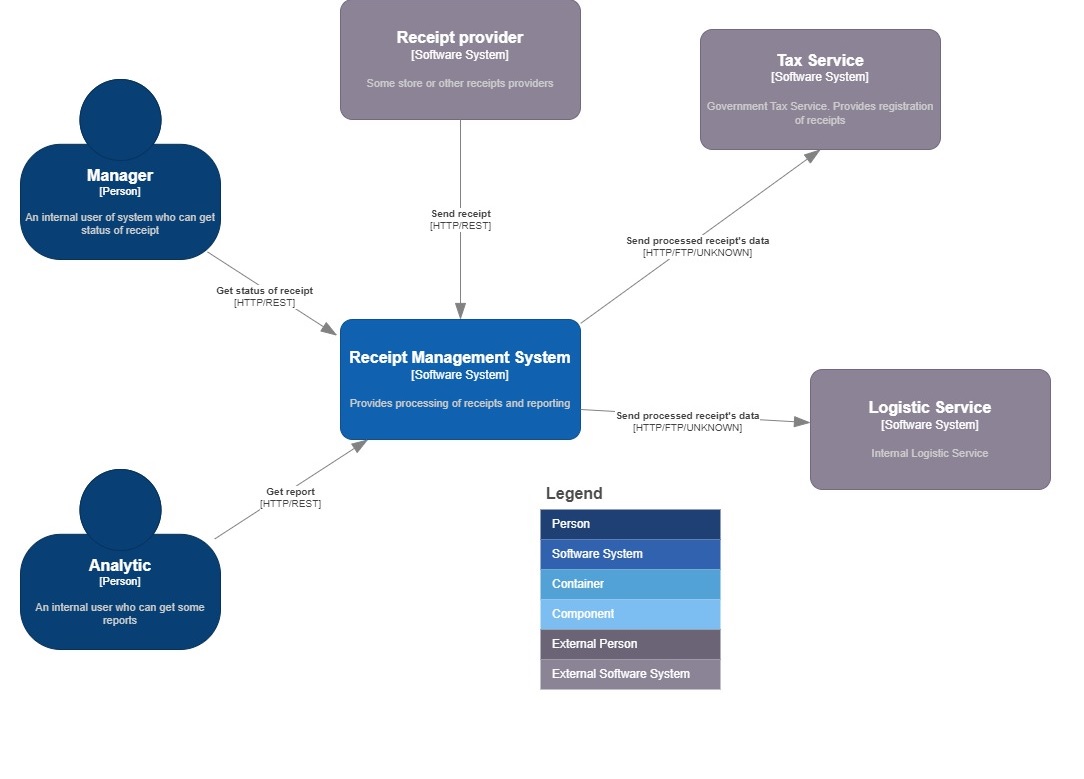 Receipt provider
[Software System]
Some store or other receipts providers
Tax Service
[Software System]
Government Tax Service. Provides registration
of receipts
Manager
[Person]
An internal user of system who can get
status of receipt
Send receipt
[HTTP/REST]
Send processed receipt's data
[HTTP/FTP/UNKNOWN]
Get status of receipt
[HTTP/REST]
Receipt Management System
[Software System]
Provides processing of receipts and reporting
Send processed receipt's data
[HTTP/FTP/UNKNOWN]
Logistic Service
[Software System]
Internal Logistic Service
Get report
[HTTP/REST]
Analytic
[Person]
An internal user who can get some
reports
Legend
Person
Software System
Container
Component
External Person
External Software System